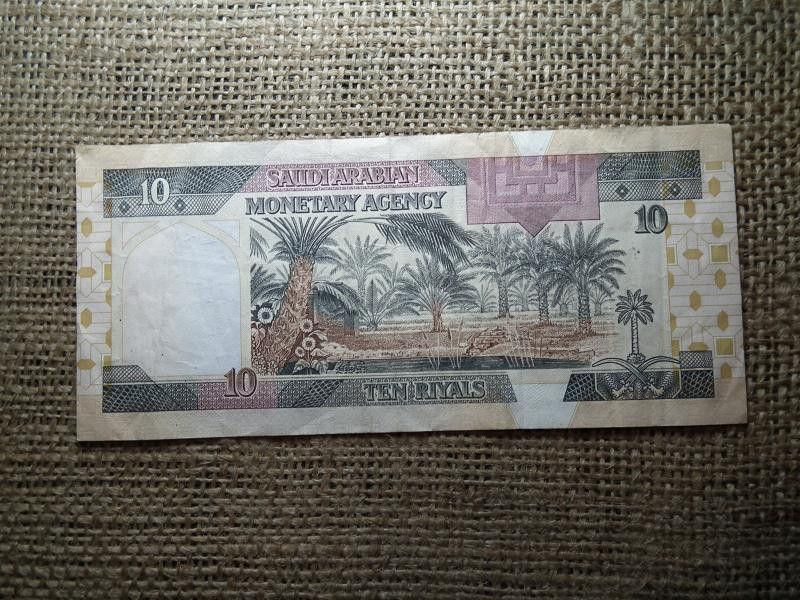 10
SAUDI ARABIAN
MONETARY AGENCY
10
10
TEN RIYALS